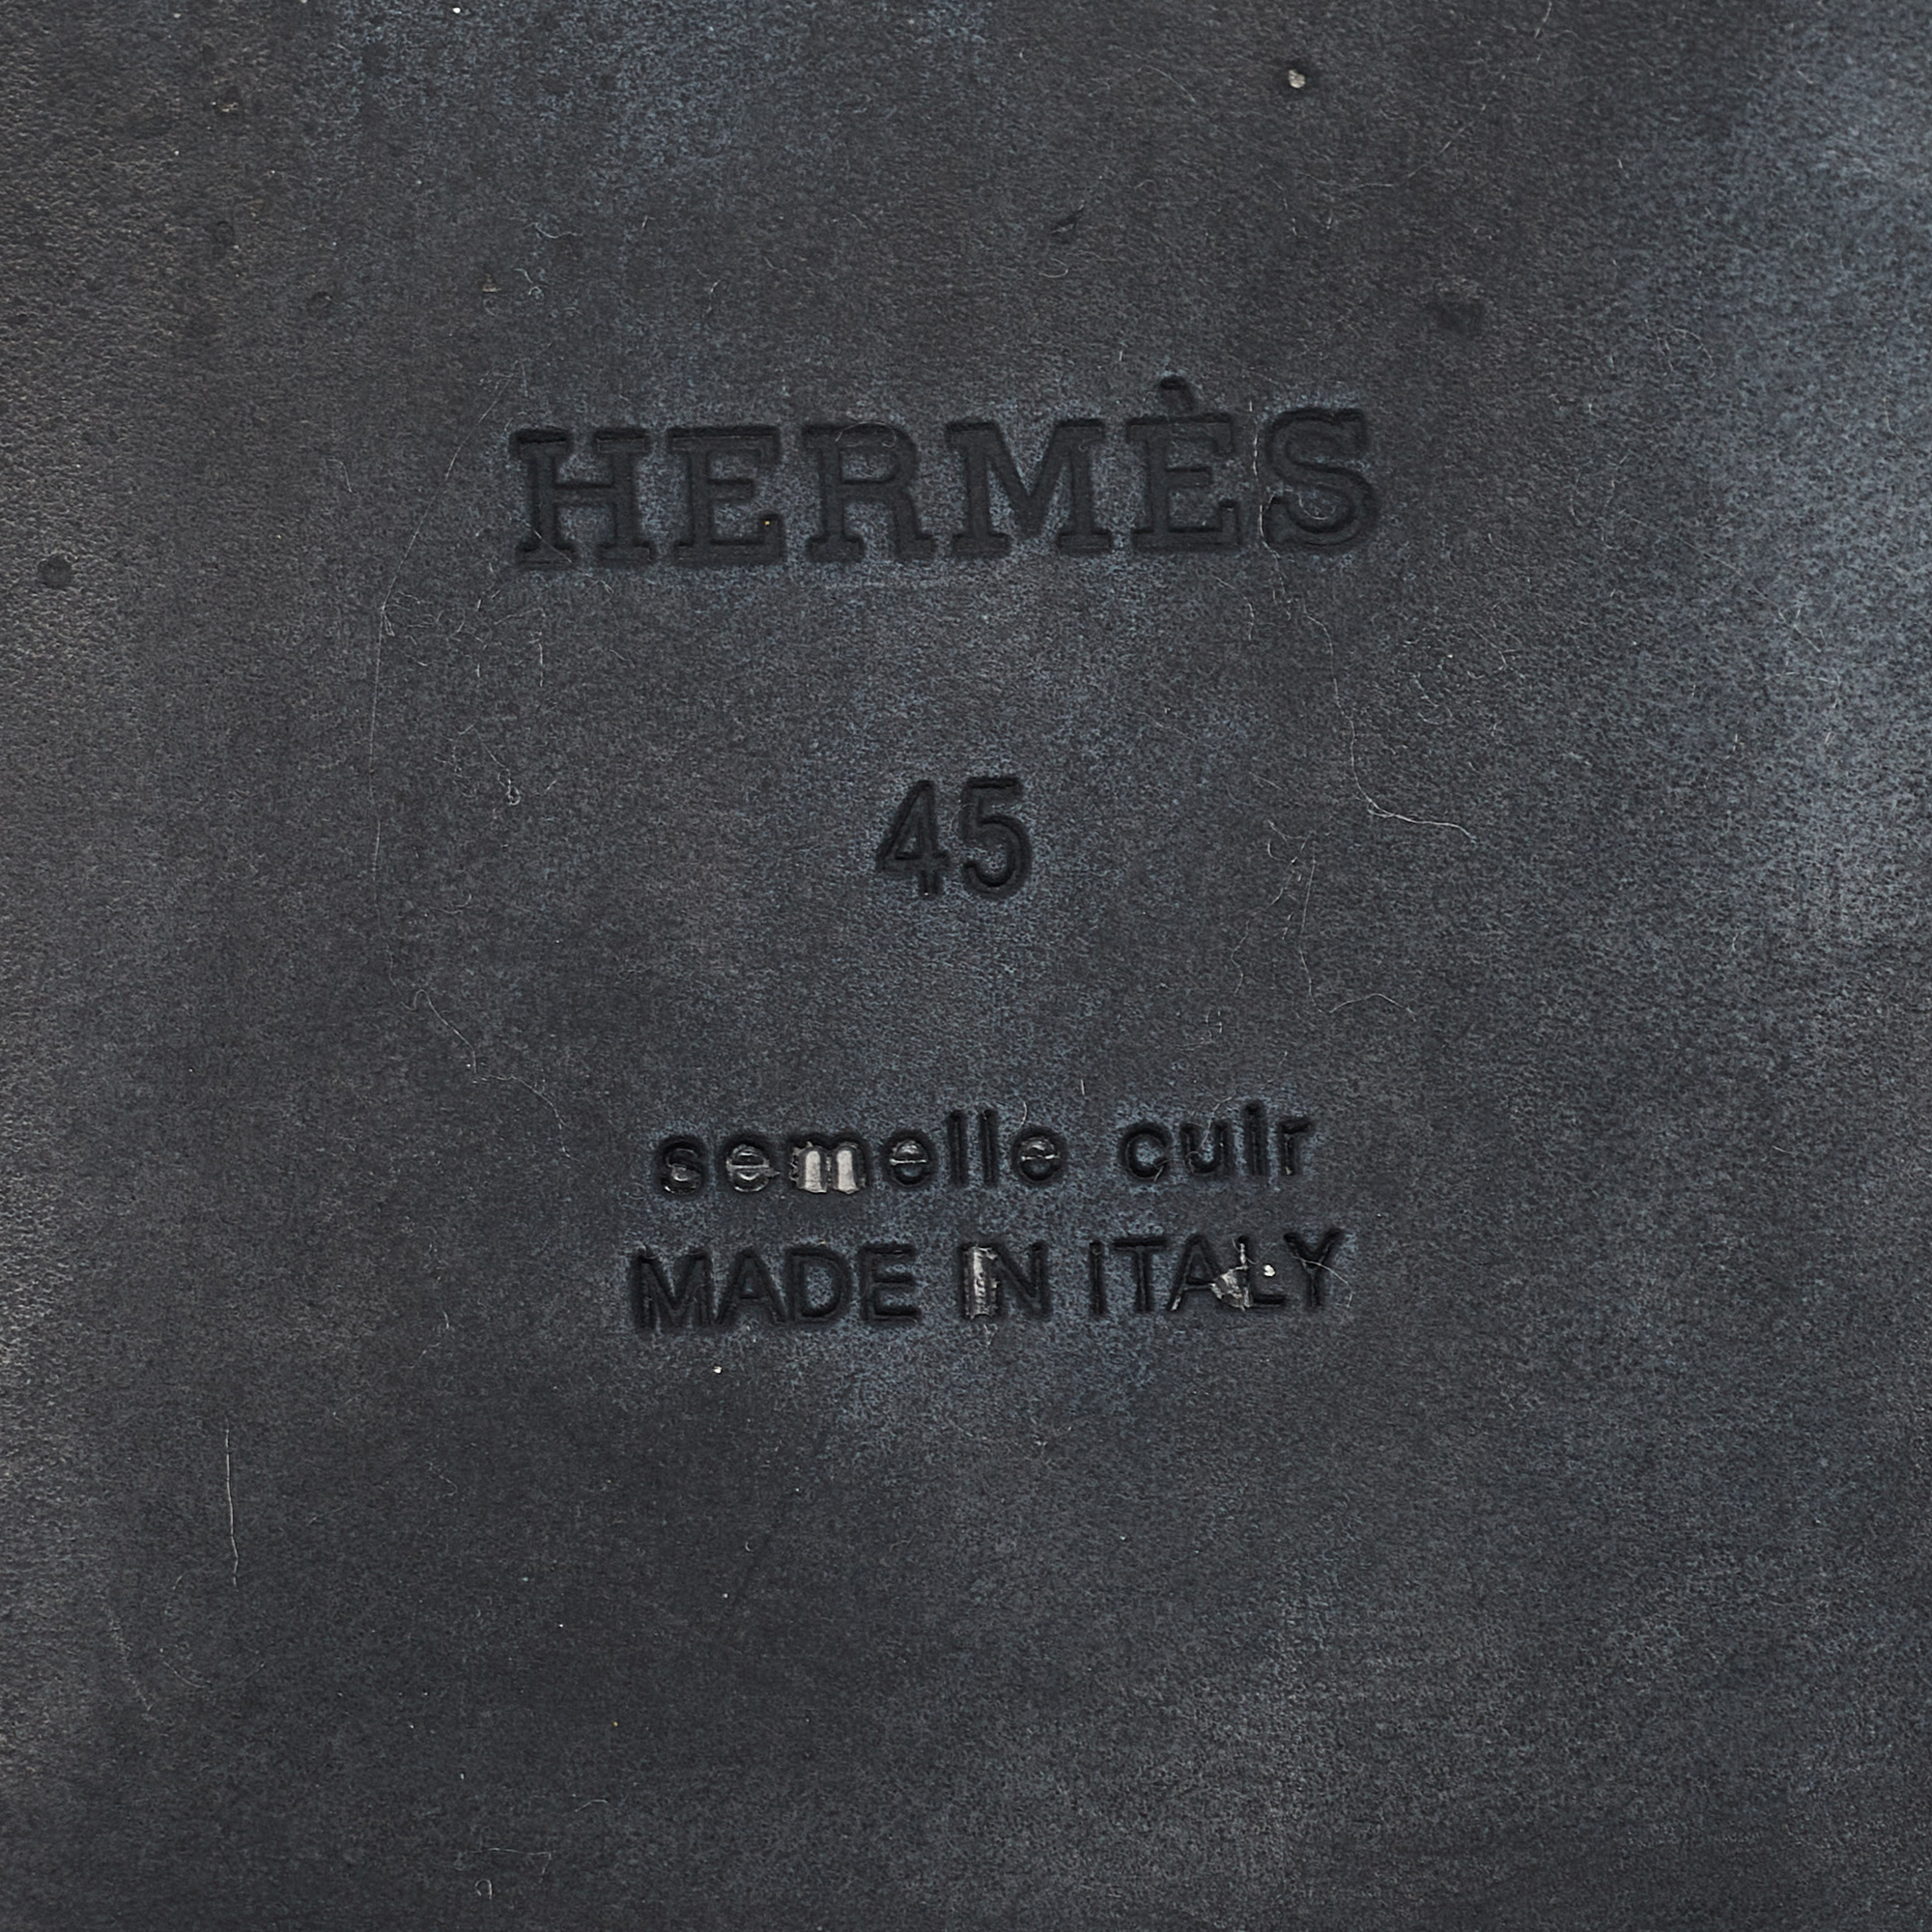 HERMÈS
45
semelle cuir
MADE IN ITALY